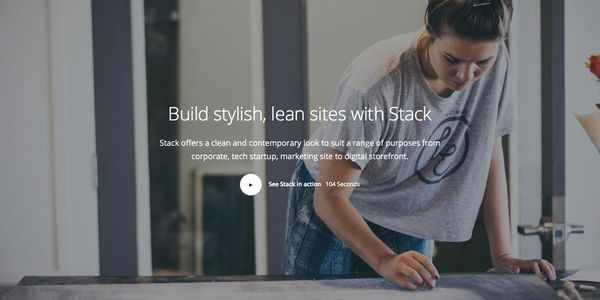 Build stylish, lean sites with Stack
Stack offers a clean and contemporary look to suit a range of purposes from
corporate, tech startup, marketing site to digital storefront.
See Stack in action 104 Seconds